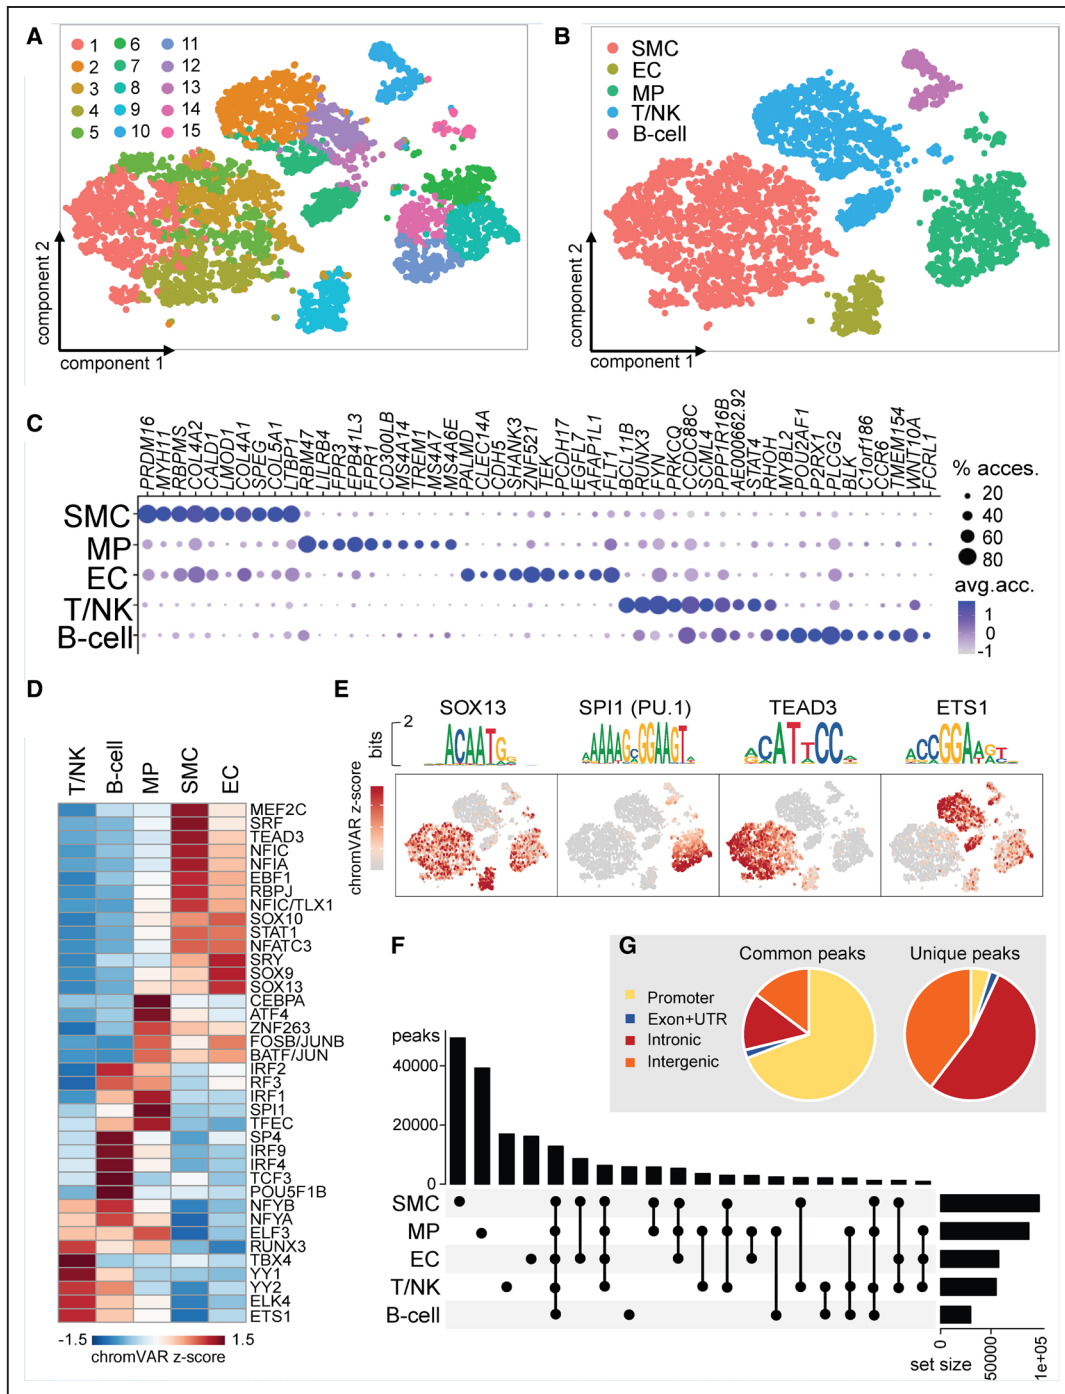 A
1 6 11
2 7 12
3 8 13
4 9 14
5 10 15
component 2
component 1
B
SMC
EC
MP
T/NK
B-cell
component 2
component 1
C
PRDM16
MYH11
RBPMS
COL4A2
CALD1
LMOD1
COL4A1
SPEG
COL5A1
LTBP1
RBM47
LILRB4
FPR3
EPB41L3
FPR1
CD300LB
MS4A14
TREM1
MS4A7
MS4A6E
PALMD
CLEC14A
CDH5
SHANK3
ZNF521
TEK
PCDH17
EGFL7
AFAP1L1
FLT1
BCL11B
RUNX3
FYN
PRKCQ
CCDC88C
SCML4
PPP1R16B
AE000662.92
STAT4
RHOH
MYBL2
POU2AF1
P2RX1
PLCG2
BLK
C1orf186
CCR6
TMEM154
WNT10A
FCRL1
SMC
MP
EC
T/NK
B-cell
% acces.
20
40
60
80
avg.acc.
1
0
-1
D
T/NK
B-cell
MP
SMC
EC
MEF2C
SRF
TEAD3
NFIC
NFIA
EBF1
RBPJ
NFIC/TLX1
SOX10
STAT1
NFATC3
SRY
SOX9
SOX13
CEBPA
ATF4
ZNF263
FOSB/JUNB
BATF/JUN
IRF2
RF3
IRF1
SPI1
TFEC
SP4
IRF9
IRF4
TCF3
POU5F1B
NFYB
NFYA
ELF3
RUNX3
TBX4
YY1
YY2
ELK4
ETS1
-1.5 1.5
chromVAR z-score
E
SOX13 SPI1 (PU.1) TEAD3 ETS1
2
bits
ACAATG AAAAAGCGGAAGT GCATTCC ACCGGAAGT
chromVAR z-score
F
peaks
40000
20000
0
SMC
MP
EC
T/NK
B-cell
0
50000
1e+05
set size
G
Common peaks Unique peaks
Promoter
Exon+UTR
Intronic
Intergenic